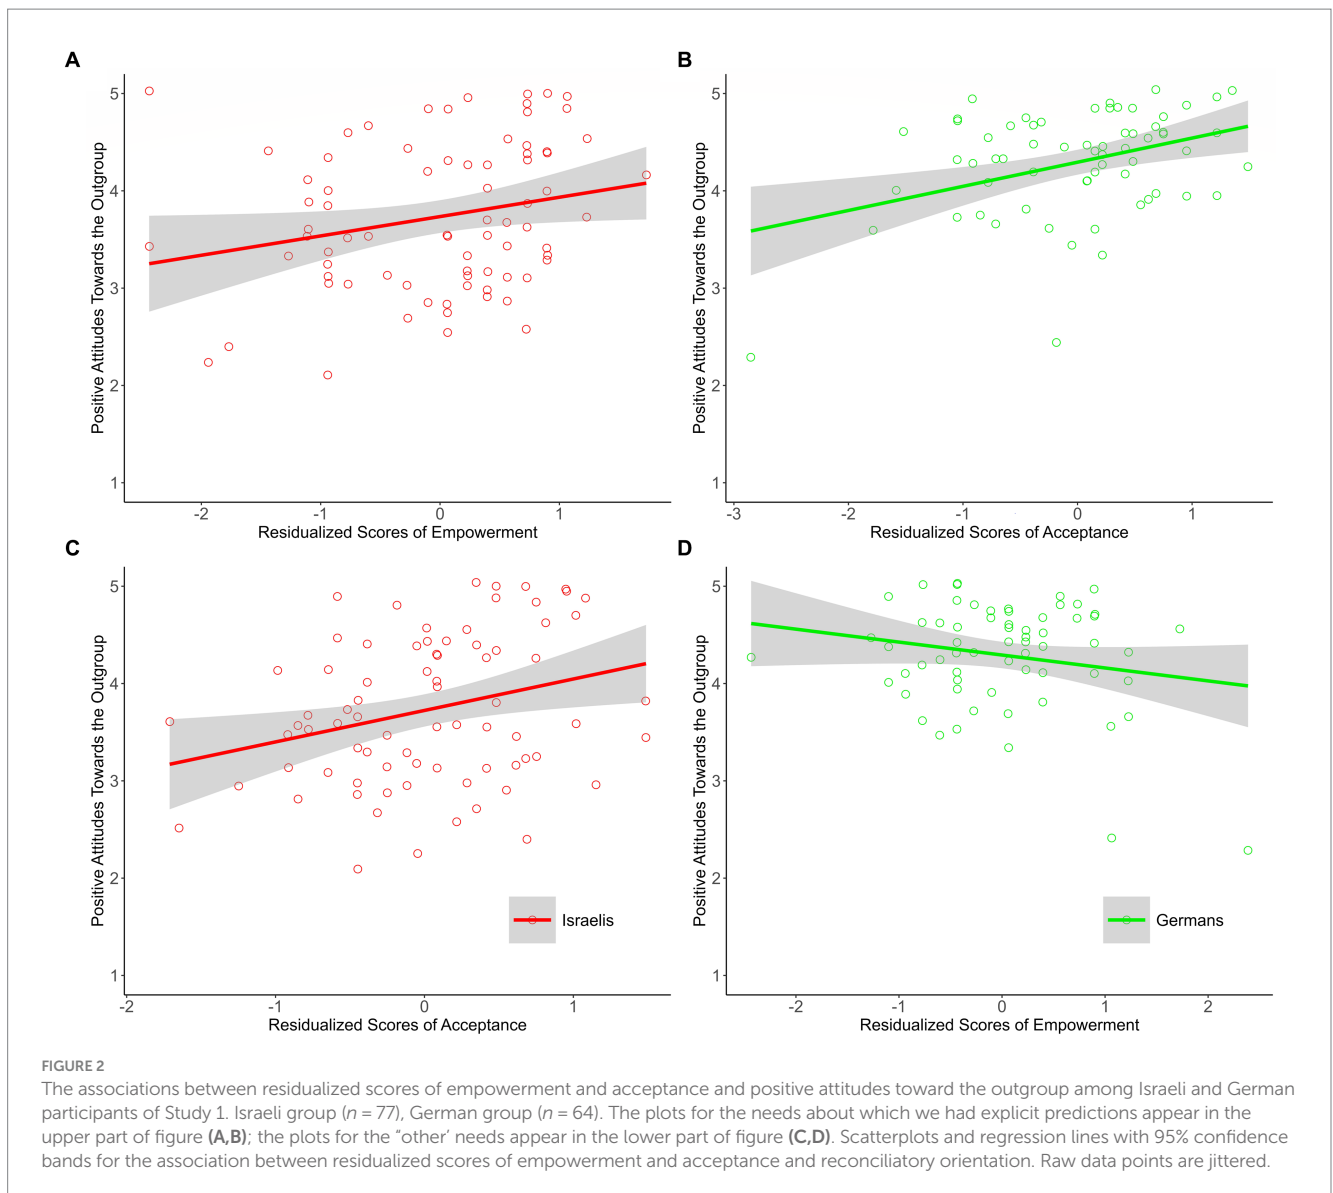 A
B
Positive Attitudes Towards the Outgroup
5
4
3
2
1
-2
-1
0
1
Residualized Scores of Empowerment
Positive Attitudes Towards the Outgroup
5
4
3
2
1
-3
-2
-1
0
1
Residualized Scores of Acceptance
C
D
Positive Attitudes Towards the Outgroup
5
4
3
2
1
-2
-1
0
1
Residualized Scores of Acceptance
Israelis
Positive Attitudes Towards the Outgroup
5
4
3
2
1
-2
-1
0
1
2
Residualized Scores of Empowerment
Germans
FIGURE 2
The associations between residualized scores of empowerment and acceptance and positive attitudes toward the outgroup among Israeli and German
participants of Study 1. Israeli group (n = 77), German group (n = 64). The plots for the needs about which we had explicit predictions appear in the
upper part of figure (A,B); the plots for the “other’ needs appear in the lower part of figure (C,D). Scatterplots and regression lines with 95% confidence
bands for the association between residualized scores of empowerment and acceptance and reconciliatory orientation. Raw data points are jittered.